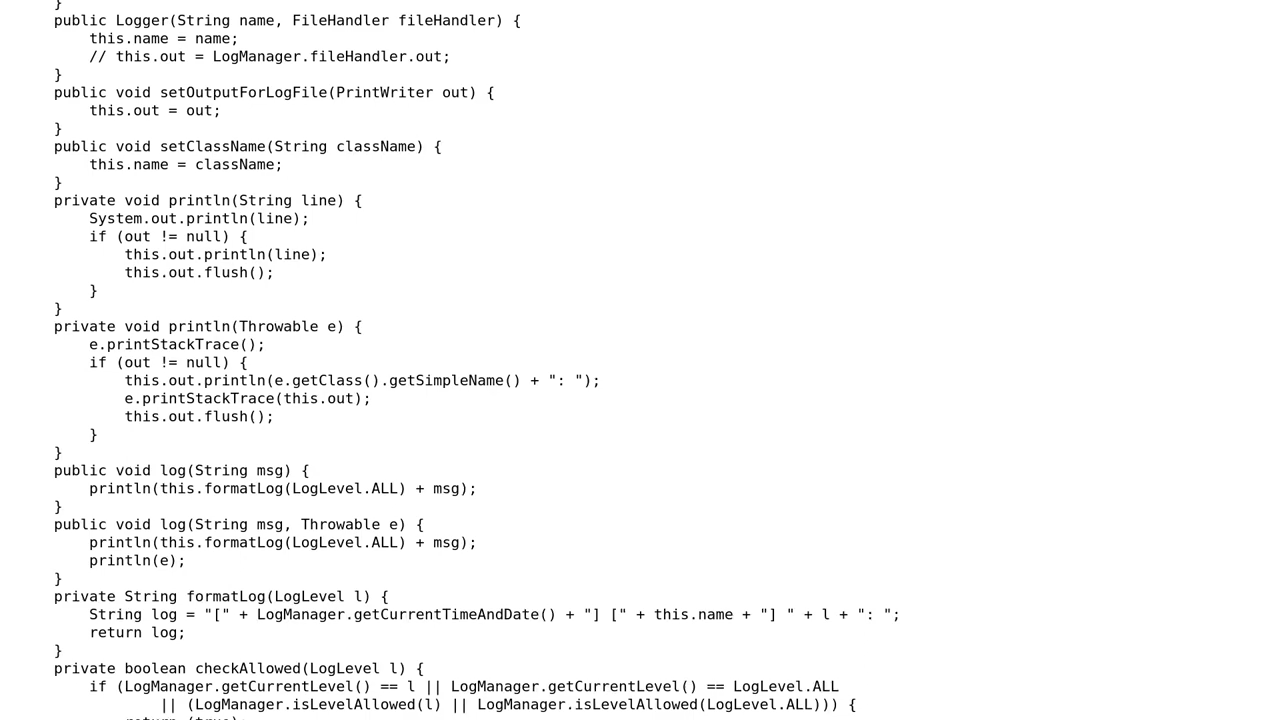 }
public Logger(String name, FileHandler fileHandler) {
this.name = name;
// this.out = LogManager.fileHandler.out;
}
public void setOutputForLogFile(PrintWriter out) {
this.out = out;
}
public void setClassName(String className) {
this.name = className;
}
private void println(String line) {
System.out.println(line);
if (out != null) {
this.out.println(line);
this.out.flush();
}
}
private void println(Throwable e) {
e.printStackTrace();
if (out != null) {
this.out.println(e.getClass().getSimpleName() + ": ");
e.printStackTrace(this.out);
this.out.flush();
}
}
public void log(String msg) {
println(this.formatLog(LogLevel.ALL) + msg);
}
public void log(String msg, Throwable e) {
println(this.formatLog(LogLevel.ALL) + msg);
println(e);
}
private String formatLog(LogLevel l) {
String log = "[" + LogManager.getCurrentTimeAndDate() + "] [" + this.name + "] " + l + ": ";
return log;
}
private boolean checkAllowed(LogLevel l) {
if (LogManager.getCurrentLevel() == l || LogManager.getCurrentLevel() == LogLevel.ALL
|| (LogManager.isLevelAllowed(l) || LogManager.isLevelAllowed(LogLevel.ALL))) {
return (true);